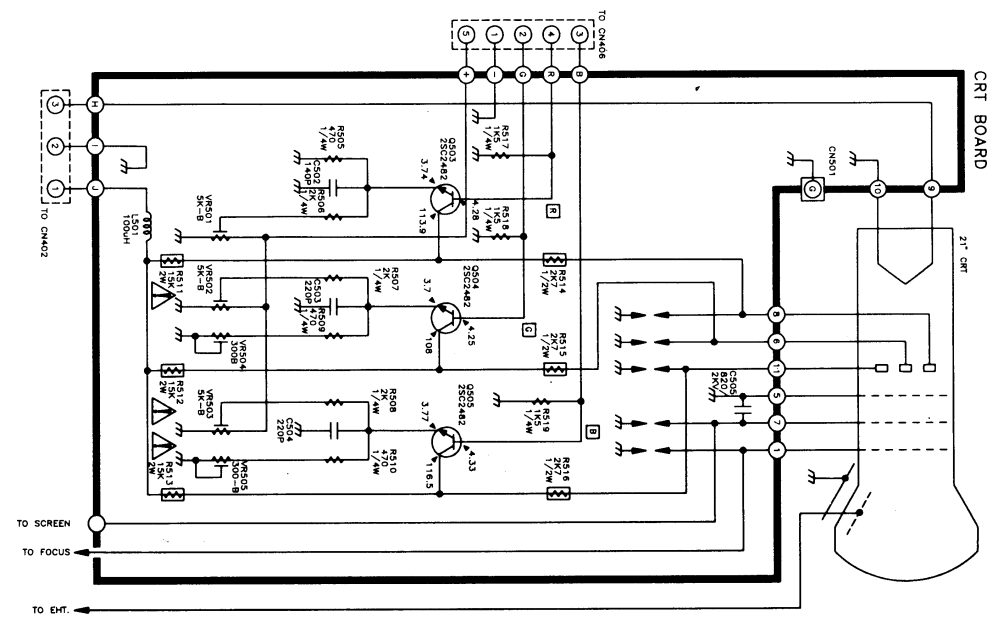 TO CN406
5
1
2
4
3
+
-
G
R
B
CRT BOARD
3
2
1
H
I
J
TO CN402
R517
1K5
1/4W
R505
470
1/4W
C502
140P
R506
2K
1/4W
Q503
2SC2482
3.74
4.28
113.9
R
R518
1K5
1/4W
CN501
G
10
9
21" CRT
VR501
5K-B
L501
100uH
R511
15K
2W
VR502
5K-B
C503
220P
R509
470
1/4W
R507
2K
1/4W
Q504
2SC2482
3.7
4.25
108
G
R514
2K7
1/2W
VR504
300B
R512
15K
2W
VR503
5K-B
C504
220P
R508
2K
1/4W
R510
470
1/4W
Q505
2SC2482
3.77
4.33
116.5
R515
2K7
1/2W
R519
1K5
1/4W
B
R516
2K7
1/2W
VR505
300-B
R513
15K
2W
C505
820/
2KV
8
6
11
5
7
1
TO SCREEN
TO FOCUS
TO EHT.